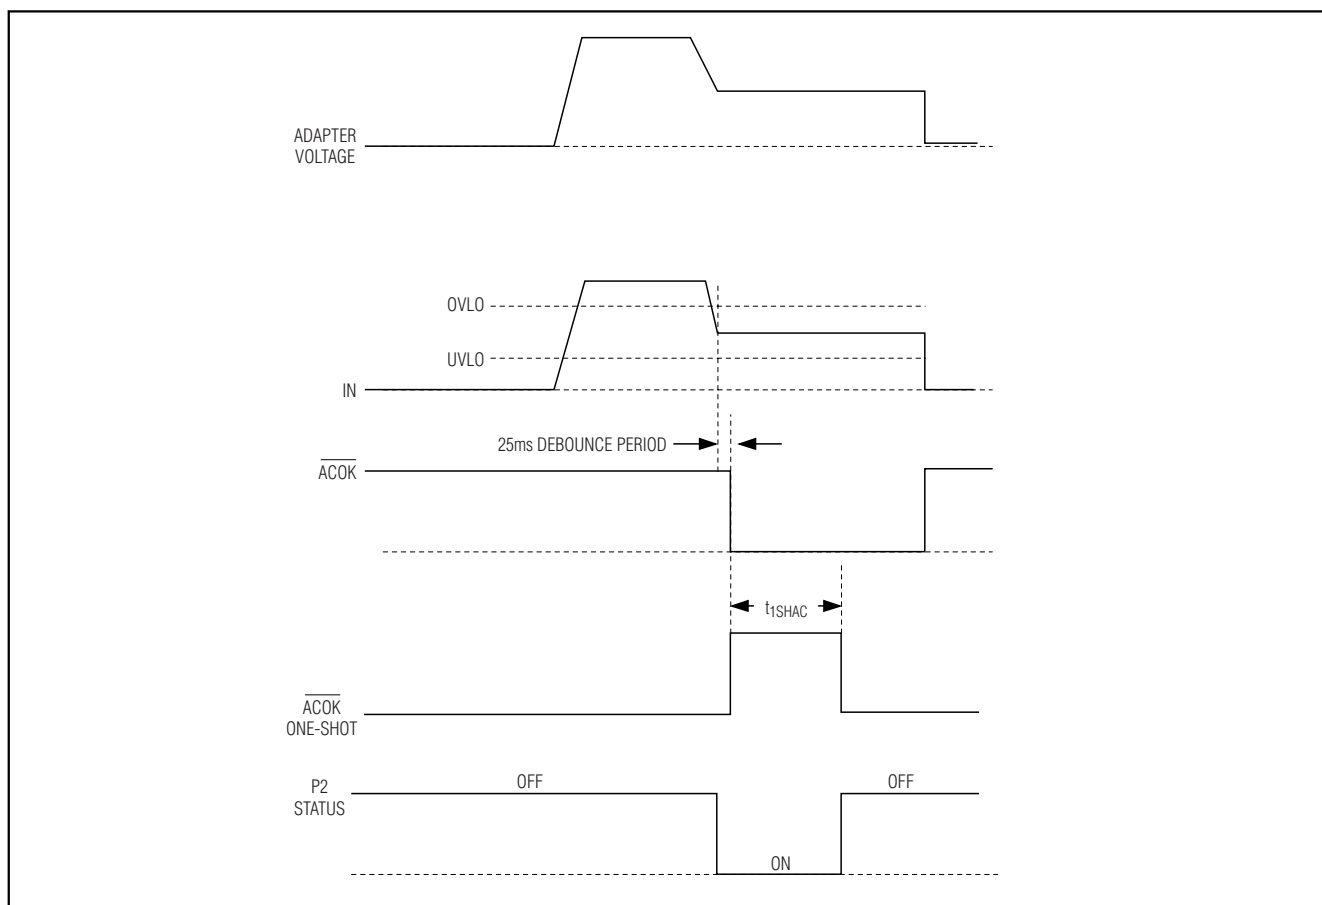 ADAPTER
VOLTAGE
OVLO
UVLO
IN
25ms DEBOUNCE PERIOD
ACOK
t1SHAC
ACOK
ONE-SHOT
P2
STATUS
OFF
OFF
ON